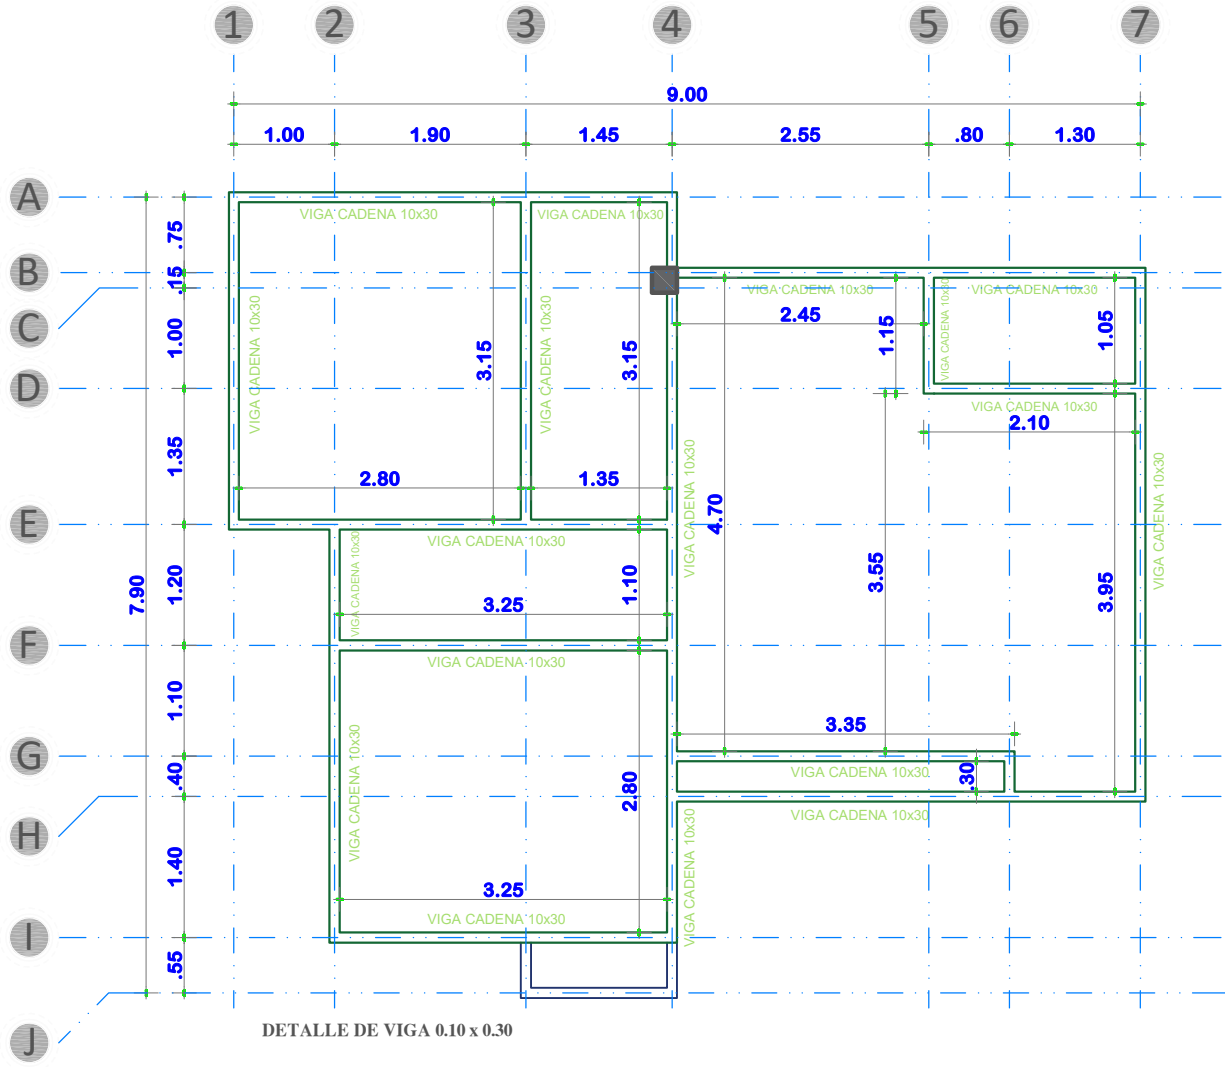 1 2 3 4 5 6 7
9.00
1.00 1.90 1.45 2.55 .80 1.30
A
VIGA CADENA 10x30 VIGA CADENA 10x30
.75
B
.15
VIGA CADENA 10x30 VIGA CADENA 10x30
C
2.45
1.00
VIGA CADENA 10x30
3.15
VIGA CADENA 10x30
3.15
1.15
VIGA CADENA 10x30
1.05
D
VIGA CADENA 10x30
2.10
1.35
2.80 1.35
VIGA CADENA 10x30
4.70
VIGA CADENA 10x30
E
VIGA CADENA 10x30
7.90
1.20
VIGA CADENA 10x30
1.10
3.55
3.95
3.25
F
VIGA CADENA 10x30
1.10
3.35
G
.40
VIGA CADENA 10x30
2.80
VIGA CADENA 10x30
.30
H
VIGA CADENA 10x30
1.40
VIGA CADENA 10x30
3.25
VIGA CADENA 10x30
I
.55
J
DETALLE DE VIGA 0.10 x 0.30